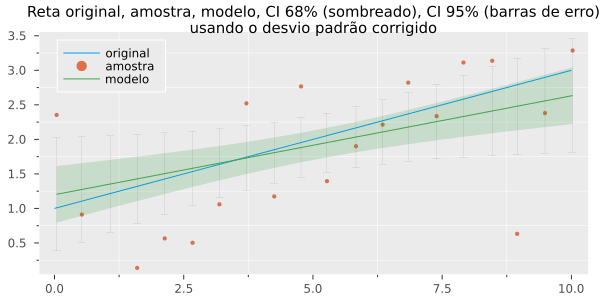 Reta original, amostra, modelo, CI 68% (sombreado), CI 95% (barras de erro)
usando o desvio padrão corrigido
original
amostra
modelo
3.5
3.0
2.5
2.0
1.5
1.0
0.5
0.0 2.5 5.0 7.5 10.0